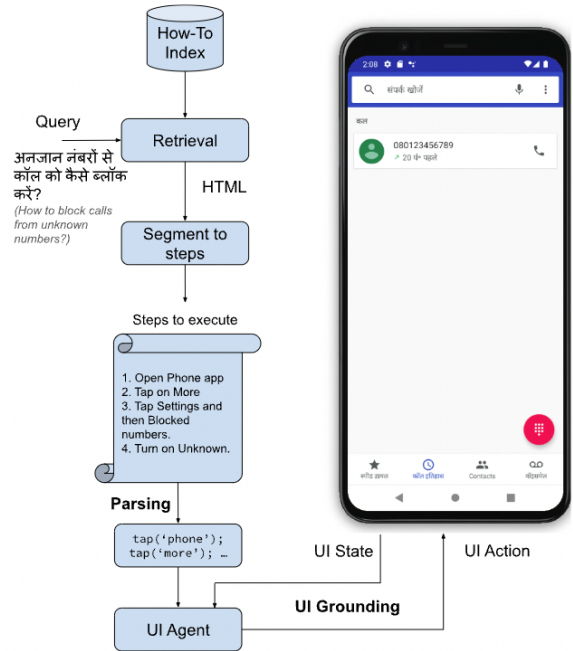 How-To
Index
Query
Retrieval
अनजान नंबरों से
कॉल को कैसे ब्लॉक
करें?
(How to block calls
from unknown
numbers?)
HTML
Segment to
steps
Steps to execute
1. Open Phone app
2. Tap on More
3. Tap Settings and
then Blocked
numbers.
4. Turn on Unknown.
Parsing
tap(‘phone’);
tap(‘more’); …
UI Agent
UI State
UI Action
UI Grounding
2:08
संपर्क खोजें
कल
080123456789
20 घं॰ पहले
स्पीड डायल
कॉल इतिहास
Contacts
वॉइसमेल